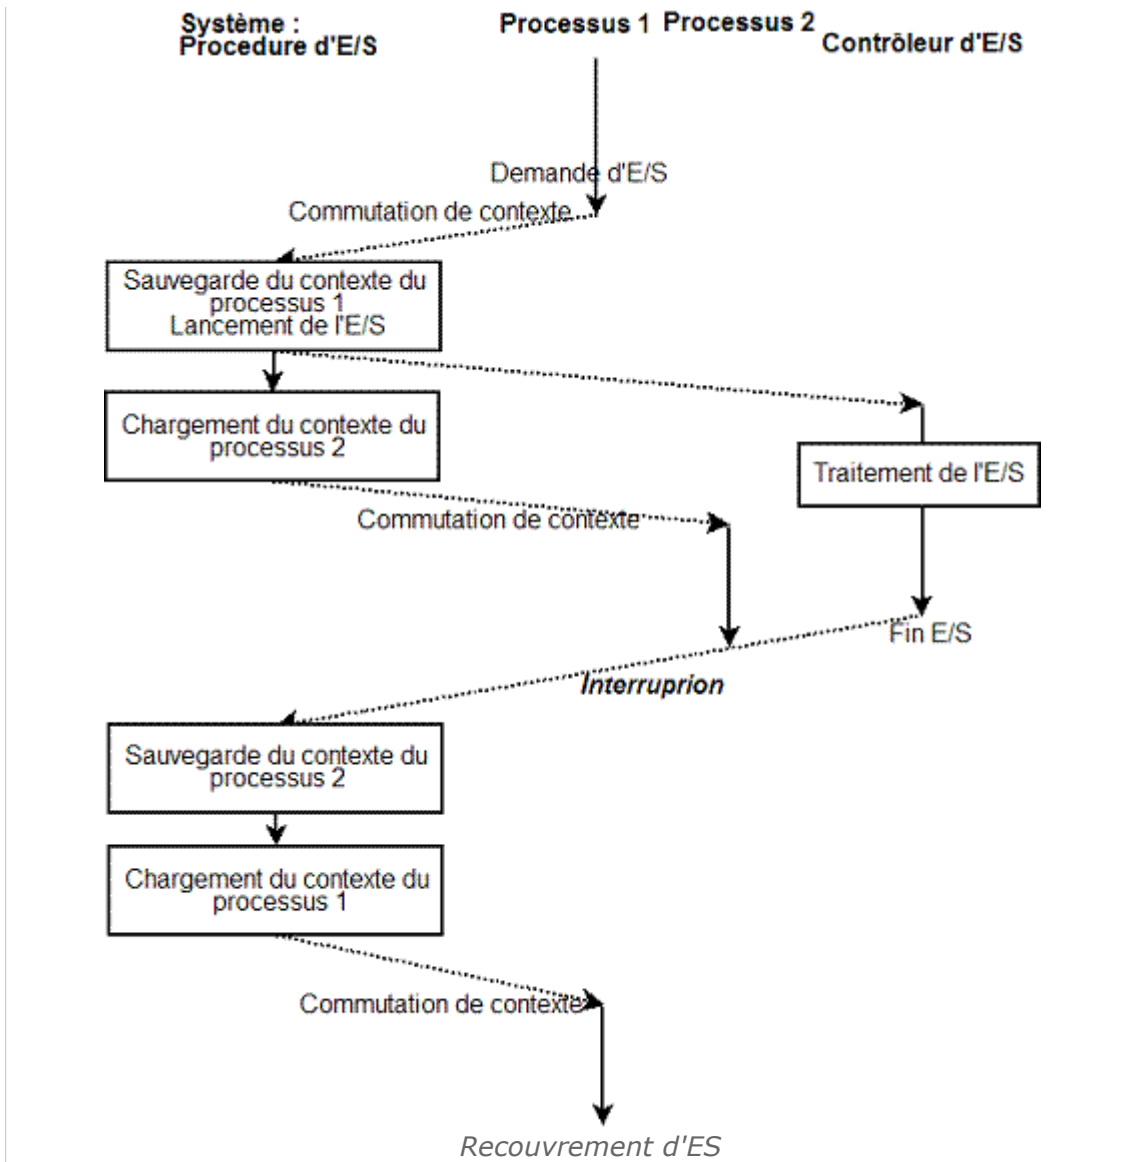 Système :
Procedure d'E/S
Processus 1
Processus 2
Contrôleur d'E/S
Demande d'E/S
Commutation de contexte
Sauvegarde du contexte du
processus 1
Lancement de l'E/S
Chargement du contexte du
processus 2
Traitement de l'E/S
Commutation de contexte
Fin E/S
Interruprion
Sauvegarde du contexte du
processus 2
Chargement du contexte du
processus 1
Commutation de contexte
Recouvrement d'ES